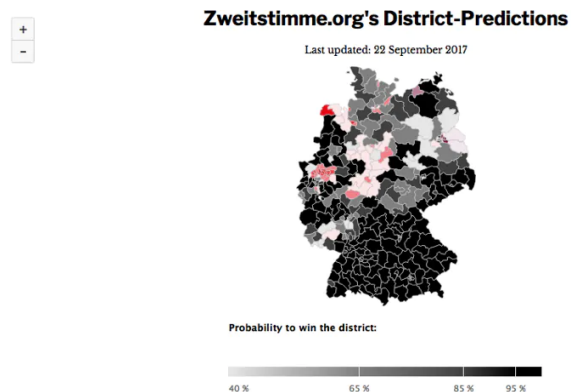 +
−
Zweitstimme.org's District-Predictions
Last updated: 22 September 2017
Probability to win the district:
40 % 65 % 85 % 95 %